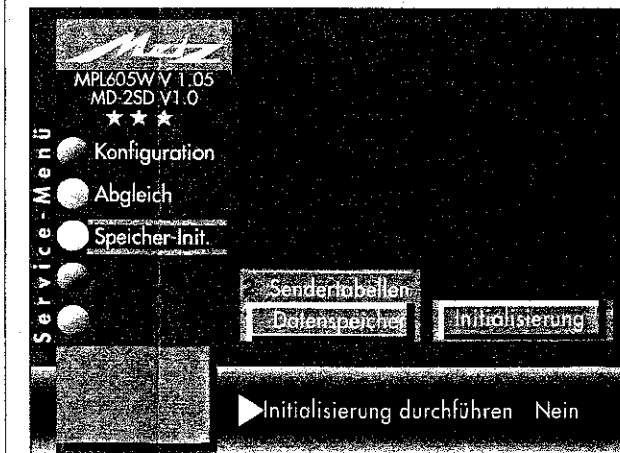 Metz
MPL605W V 1.05
MD-2SD V1.0
★ ★ ★
Service-Menü
Konfiguration
Abgleich
Speicher-Init.
Sendertabellen
Datenspeicher
Initialisierung
Initialisierung durchführen Nein